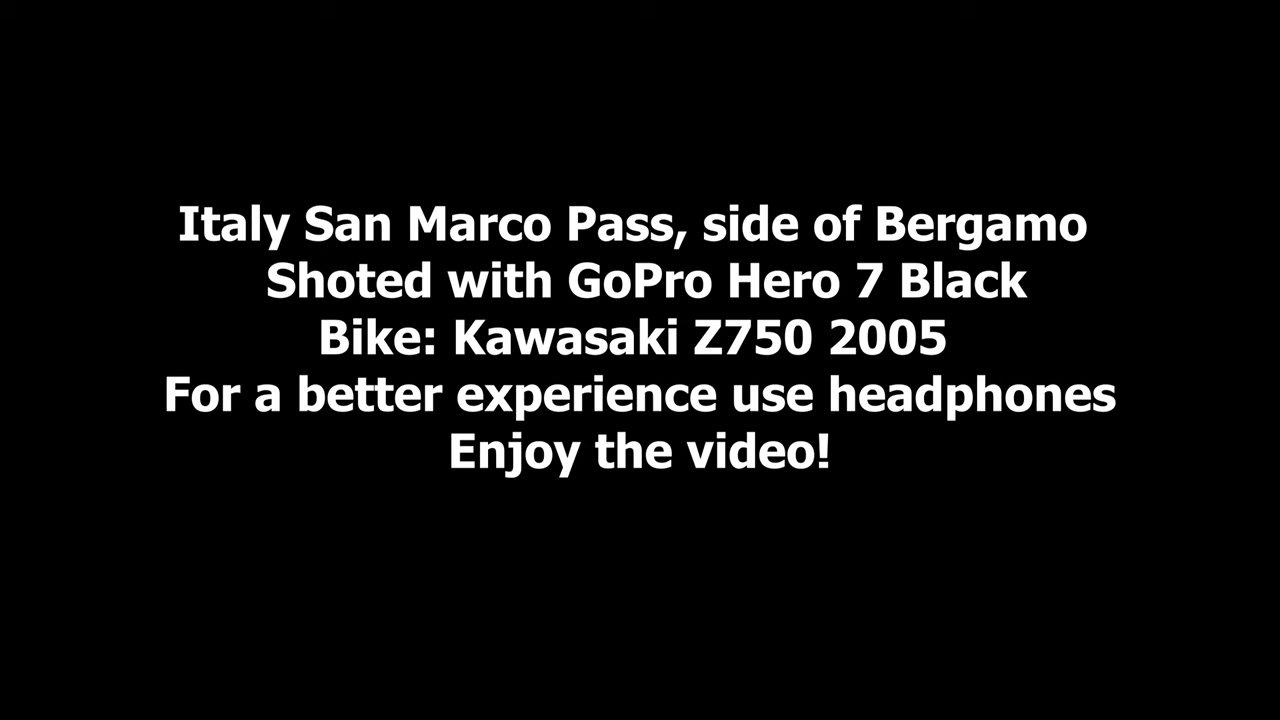 Italy San Marco Pass, side of Bergamo
Shoted with GoPro Hero 7 Black
Bike: Kawasaki Z750 2005
For a better experience use headphones
Enjoy the video!